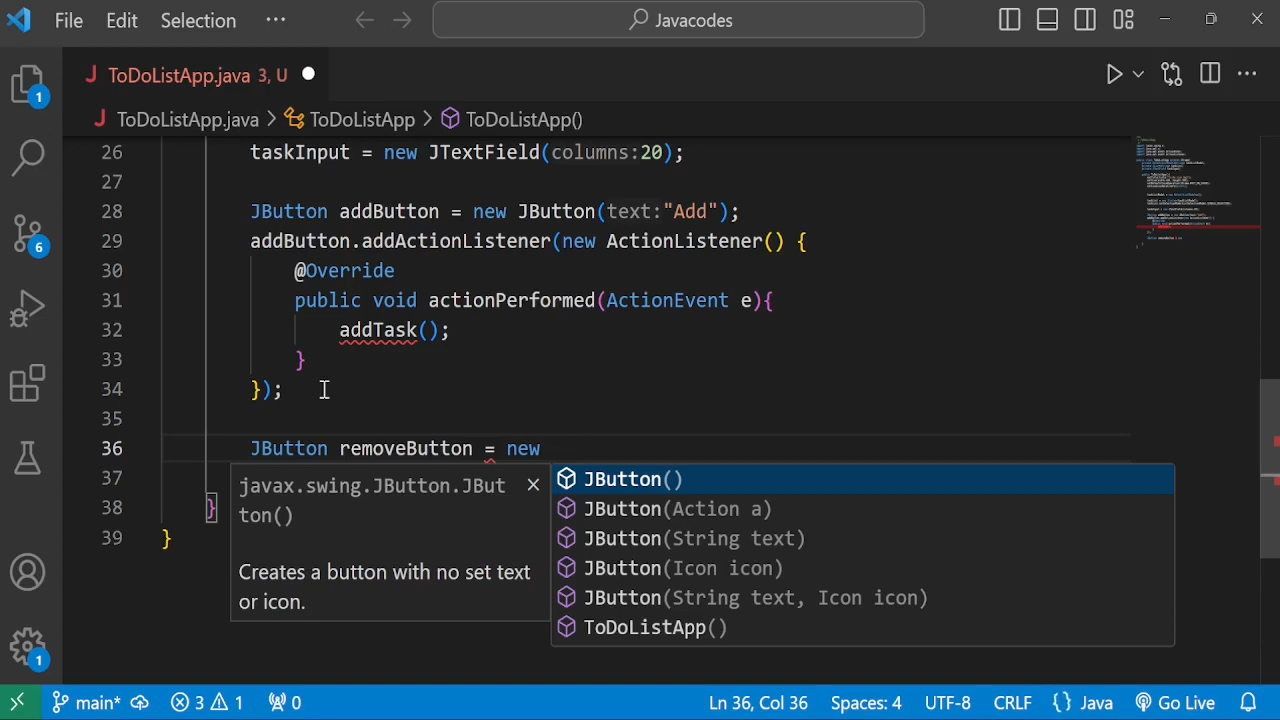 File Edit Selection ··· Javacodes
ToDoListApp.java 3, U
ToDoListApp.java > ToDoListApp > ToDoListApp()
26 taskInput = new JTextField(columns:20);
27
28 JButton addButton = new JButton(text:"Add");
29 addButton.addActionListener(new ActionListener() {
30 @Override
31 public void actionPerformed(ActionEvent e){
32 addTask();
33 }
34 });
35
36 JButton removeButton = new
37
38 }
39 }
javax.swing.JButton.JBut
ton()
Creates a button with no set text
or icon.
JButton()
JButton(Action a)
JButton(String text)
JButton(Icon icon)
JButton(String text, Icon icon)
ToDoListApp()
1
6
1
main* 3 1 0 Ln 36, Col 36 Spaces: 4 UTF-8 CRLF {} Java Go Live